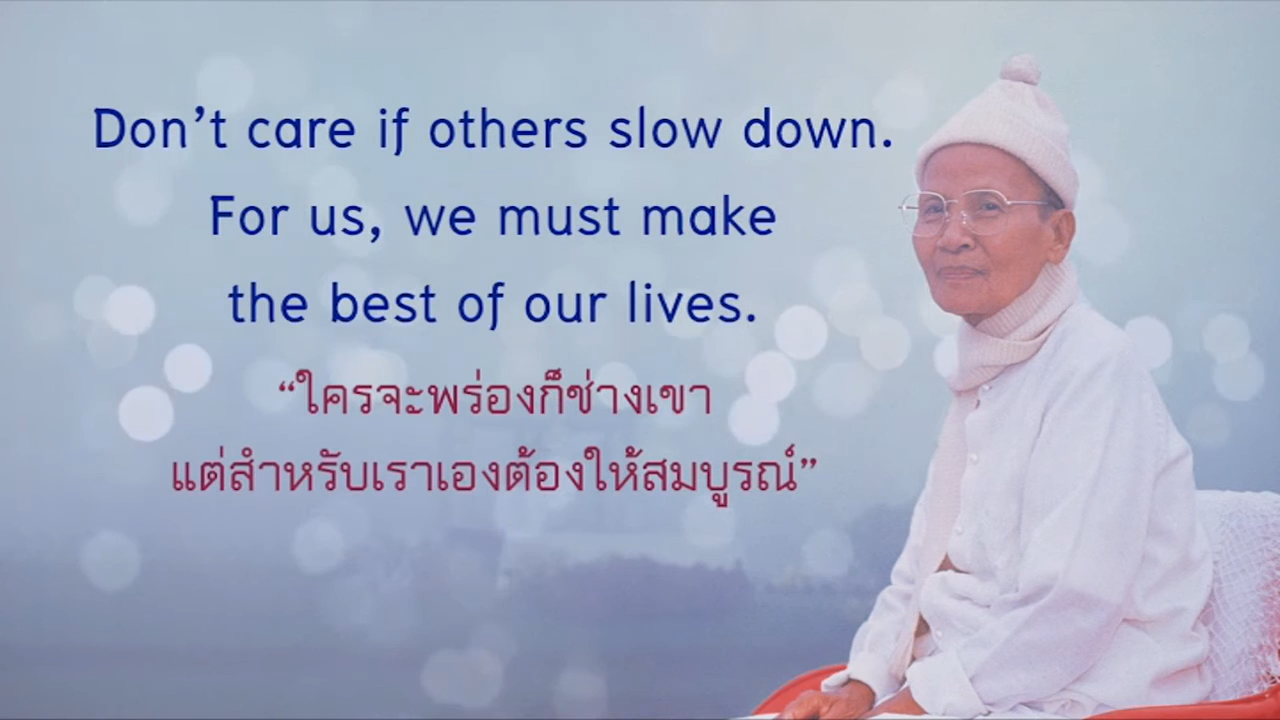 Don’t care if others slow down.
For us, we must make
the best of our lives.
“ใครจะพร่องก็ช่างเขา
แต่สำหรับเราเองต้องให้สมบูรณ์”